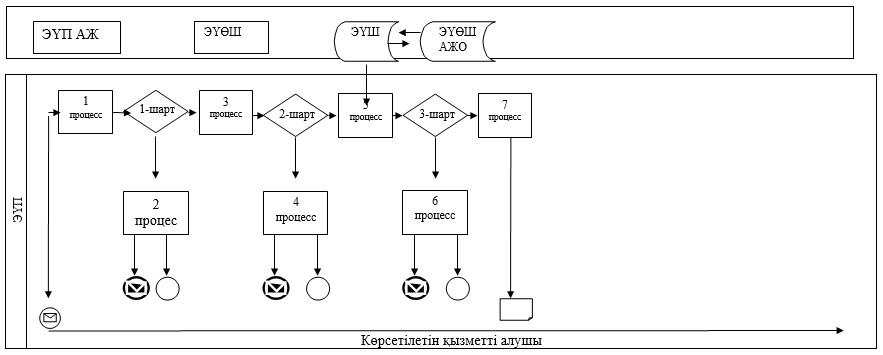 ЭҮП АЖ
ЭҮӨШ
ЭҮШ
ЭҮӨШ
АЖО
1
процесс
1-шарт
3
процесс
2-шарт
5
процесс
3-шарт
7
процесс
2
процес
4
процесс
6
процесс
ЭҮП
Көрсетілетін қызметті алушы